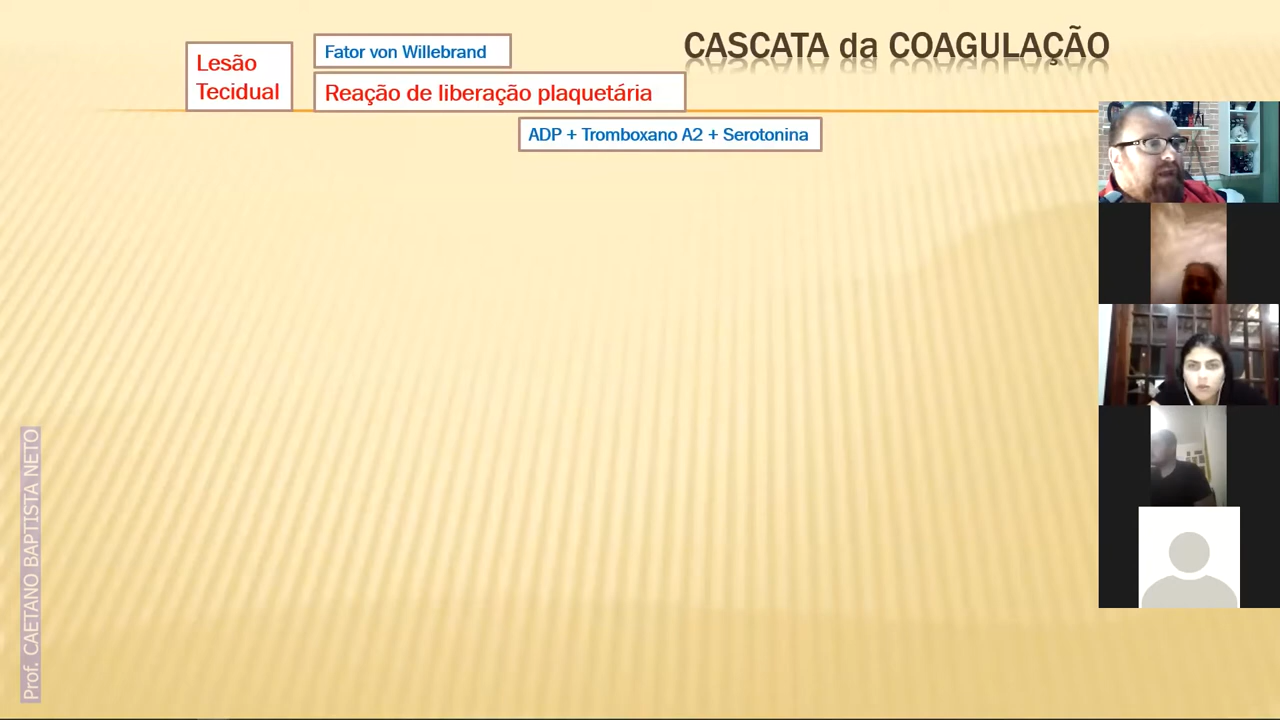 CASCATA da COAGULAÇÃO
Lesão
Tecidual
Fator von Willebrand
Reação de liberação plaquetária
ADP + Tromboxano A2 + Serotonina
Prof. CAETANO BAPTISTA NETO